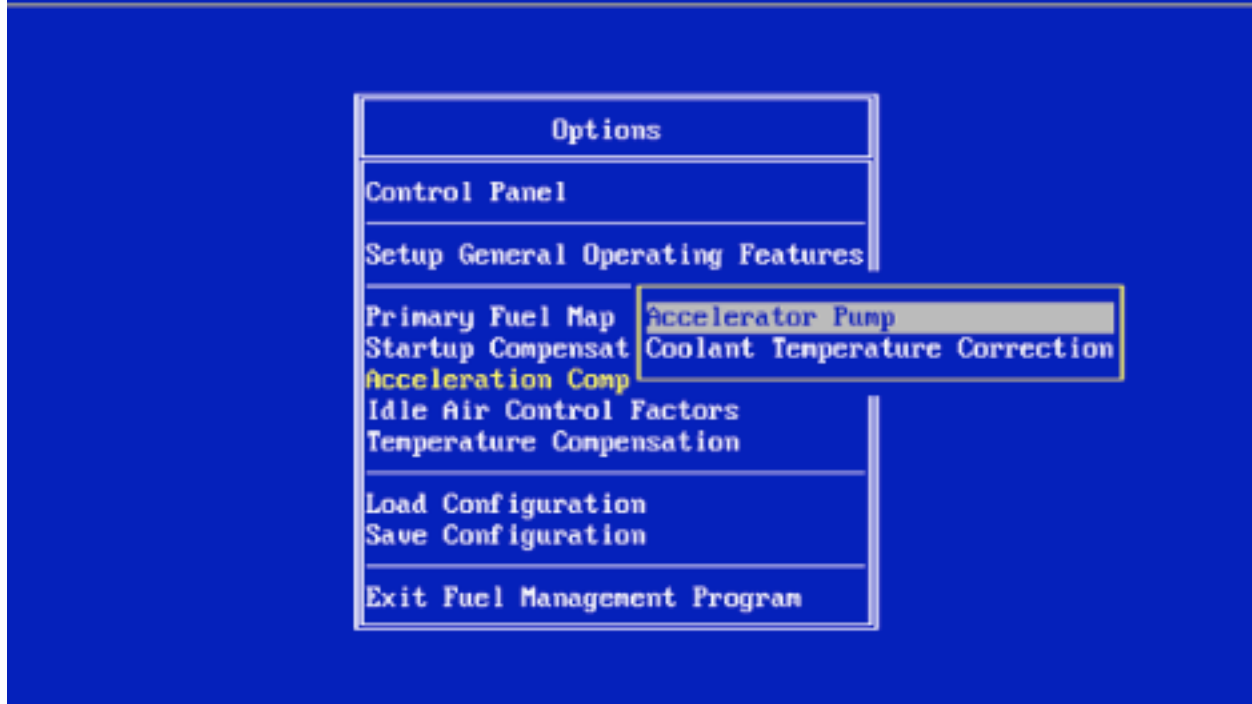 Options
Control Panel
Setup General Operating Features
Primary Fuel Map
Startup Compensat
Acceleration Comp
Accelerator Pump
Coolant Temperature Correction
Idle Air Control Factors
Temperature Compensation
Load Configuration
Save Configuration
Exit Fuel Management Program